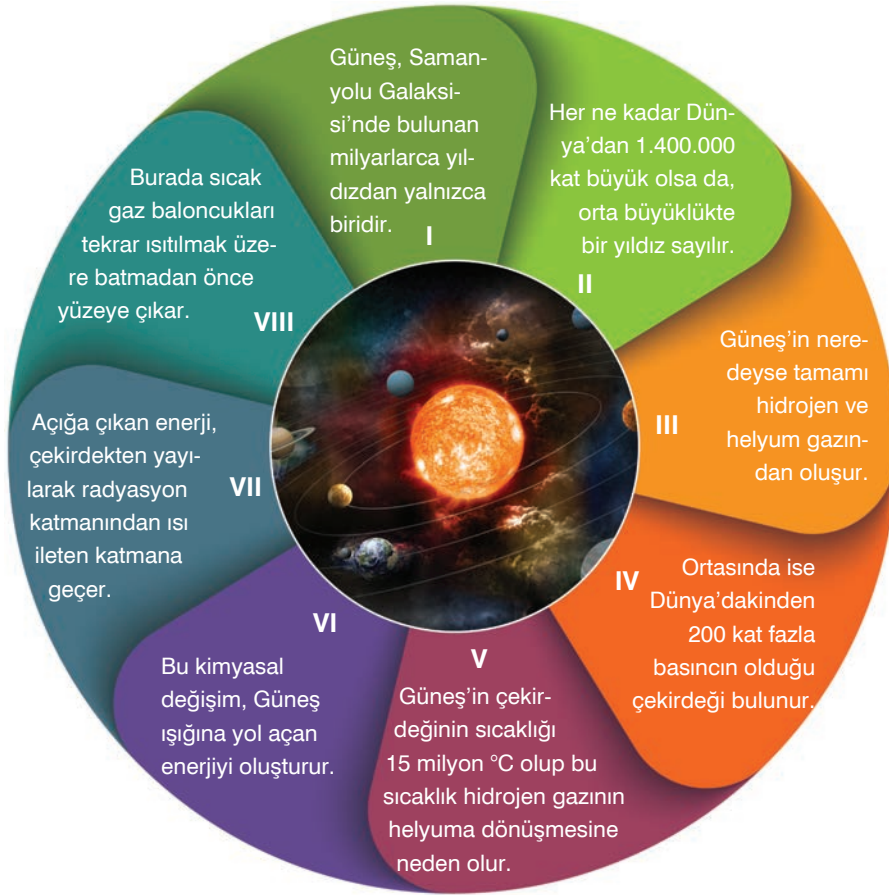 Güneş, Saman-
yolu Galaksi-
si’nde bulunan
milyarlarca yıl-
dızdan yalnızca
biridir.
I
Her ne kadar Dün-
ya’dan 1.400.000
kat büyük olsa da,
orta büyüklükte
bir yıldız sayılır.
II
Güneş’in nere-
deyse tamamı
hidrojen ve
helyum gazın-
dan oluşur.
III
Ortasında ise
Dünya’dakinden
200 kat fazla
basıncın olduğu
çekirdeği bulunur.
IV
V
Güneş’in çekir-
değinin sıcaklığı
15 milyon °C olup bu
sıcaklık hidrojen gazının
helyuma dönüşmesine
neden olur.
VI
Bu kimyasal
değişim, Güneş
ışığına yol açan
enerjiyi oluşturur.
VII
Açığa çıkan enerji,
çekirdekten yayı-
larak radyasyon
katmanından ısı
ileten katmana
geçer.
Burada sıcak
gaz baloncukları
tekrar ısıtılmak üze-
re batmadan önce
yüzeye çıkar.
VIII